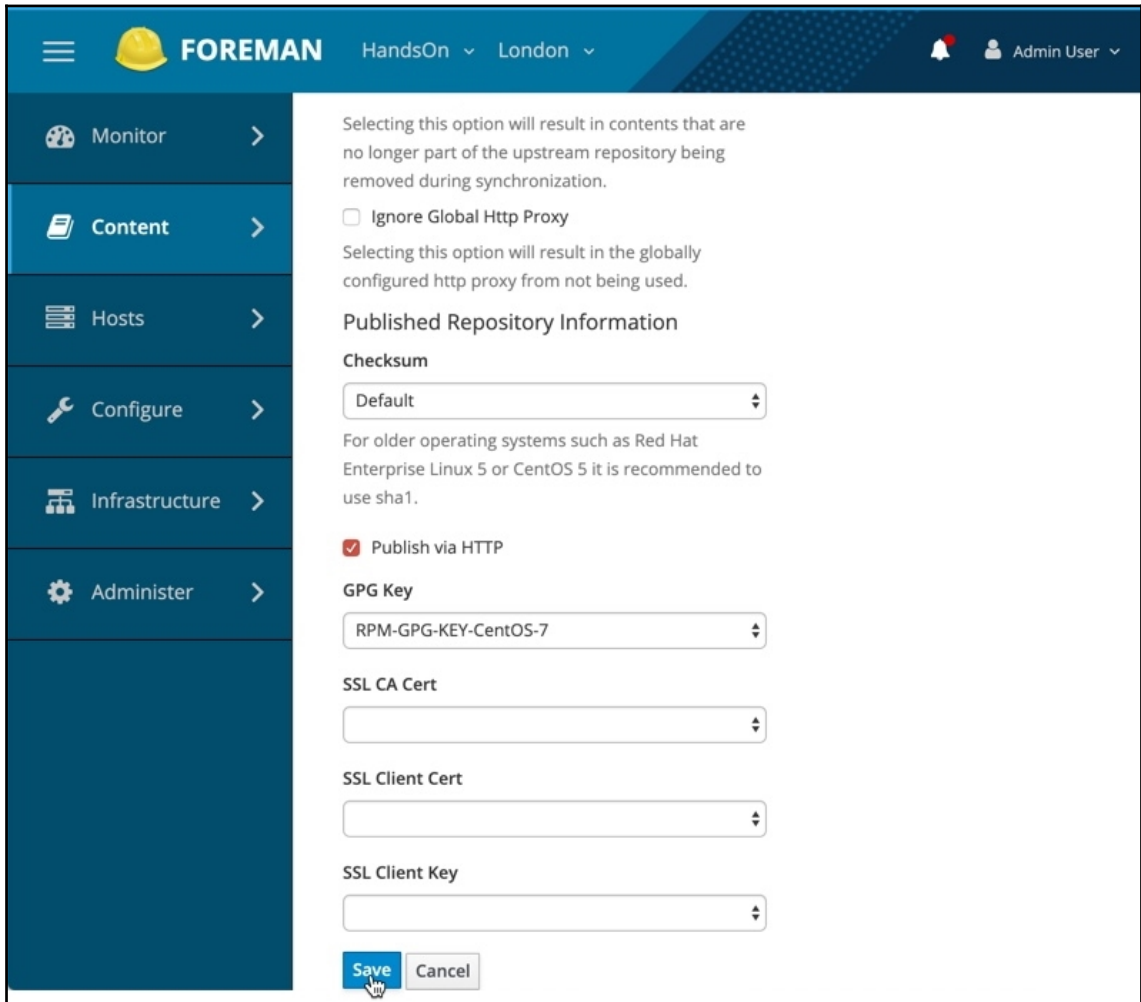 FOREMAN HandsOn London Admin User
Monitor
Content
Hosts
Configure
Infrastructure
Administer
Selecting this option will result in contents that are
no longer part of the upstream repository being
removed during synchronization.
Ignore Global Http Proxy
Selecting this option will result in the globally
configured http proxy from not being used.
Published Repository Information
Checksum
Default
For older operating systems such as Red Hat
Enterprise Linux 5 or CentOS 5 it is recommended to
use sha1.
Publish via HTTP
GPG Key
RPM-GPG-KEY-CentOS-7
SSL CA Cert
SSL Client Cert
SSL Client Key
Save Cancel